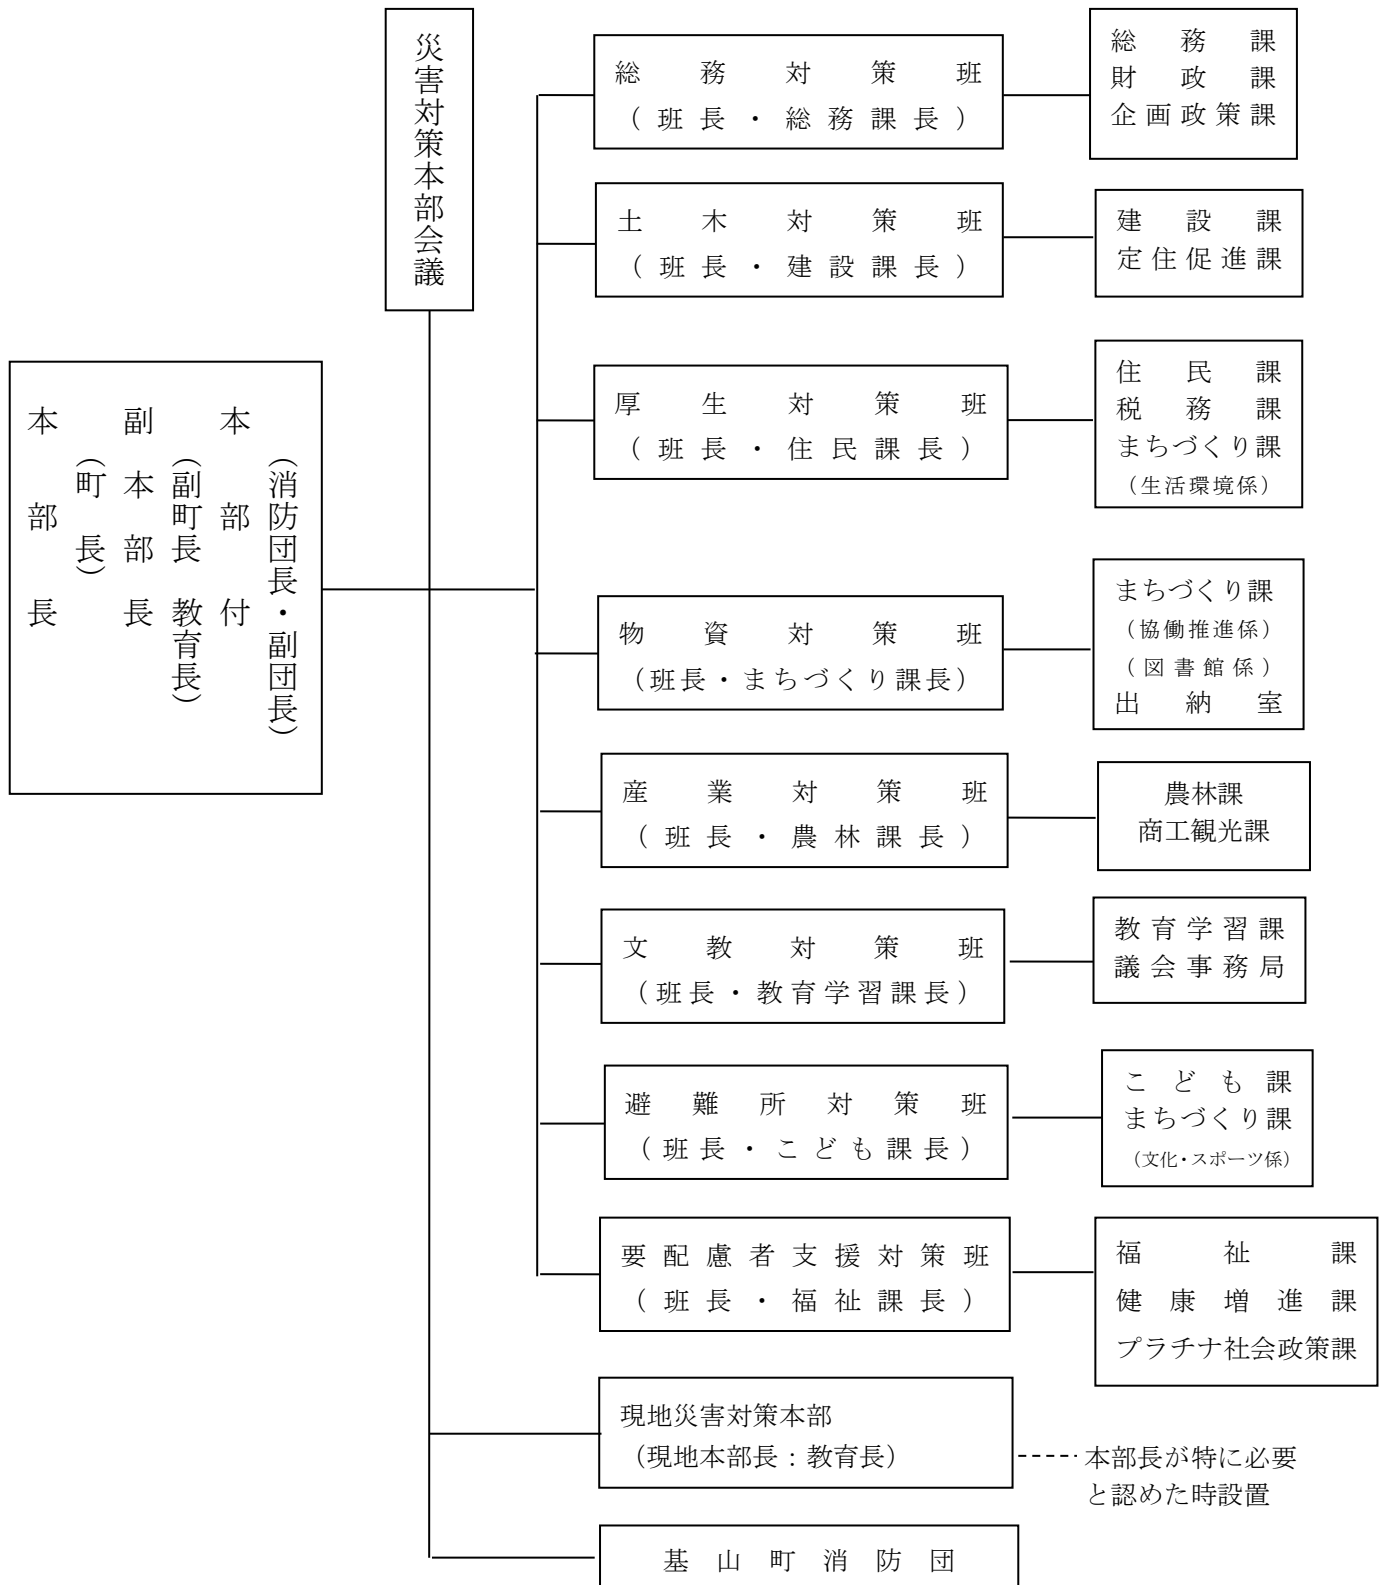 災害対策本部会議
本部長
（町長）
副本部長
（副町長　教育長）
本部付
（消防団長・副団長）
総務対策班
（班長・総務課長）
総務課
財政課
企画政策課
土木対策班
（班長・建設課長）
建設課
定住促進課
厚生対策班
（班長・住民課長）
住民課
税務課
まちづくり課
（生活環境係）
物資対策班
（班長・まちづくり課長）
まちづくり課
（協働推進係）
（図書館係）
出納室
産業対策班
（班長・農林課長）
農林課
商工観光課
文教対策班
（班長・教育学習課長）
教育学習課
議会事務局
避難所対策班
（班長・こども課長）
こども課
まちづくり課
（文化・スポーツ係）
要配慮者支援対策班
（班長・福祉課長）
福祉課
健康増進課
プラチナ社会政策課
現地災害対策本部
（現地本部長：教育長）
本部長が特に必要
と認めた時設置
基山町消防団